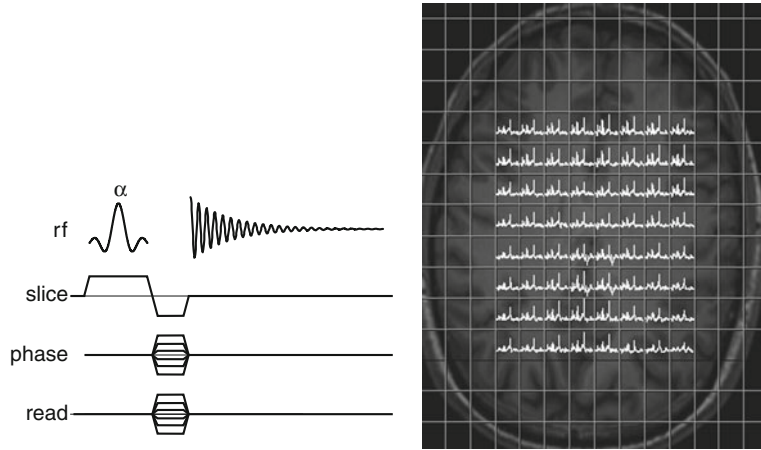 α
rf
slice
phase
read